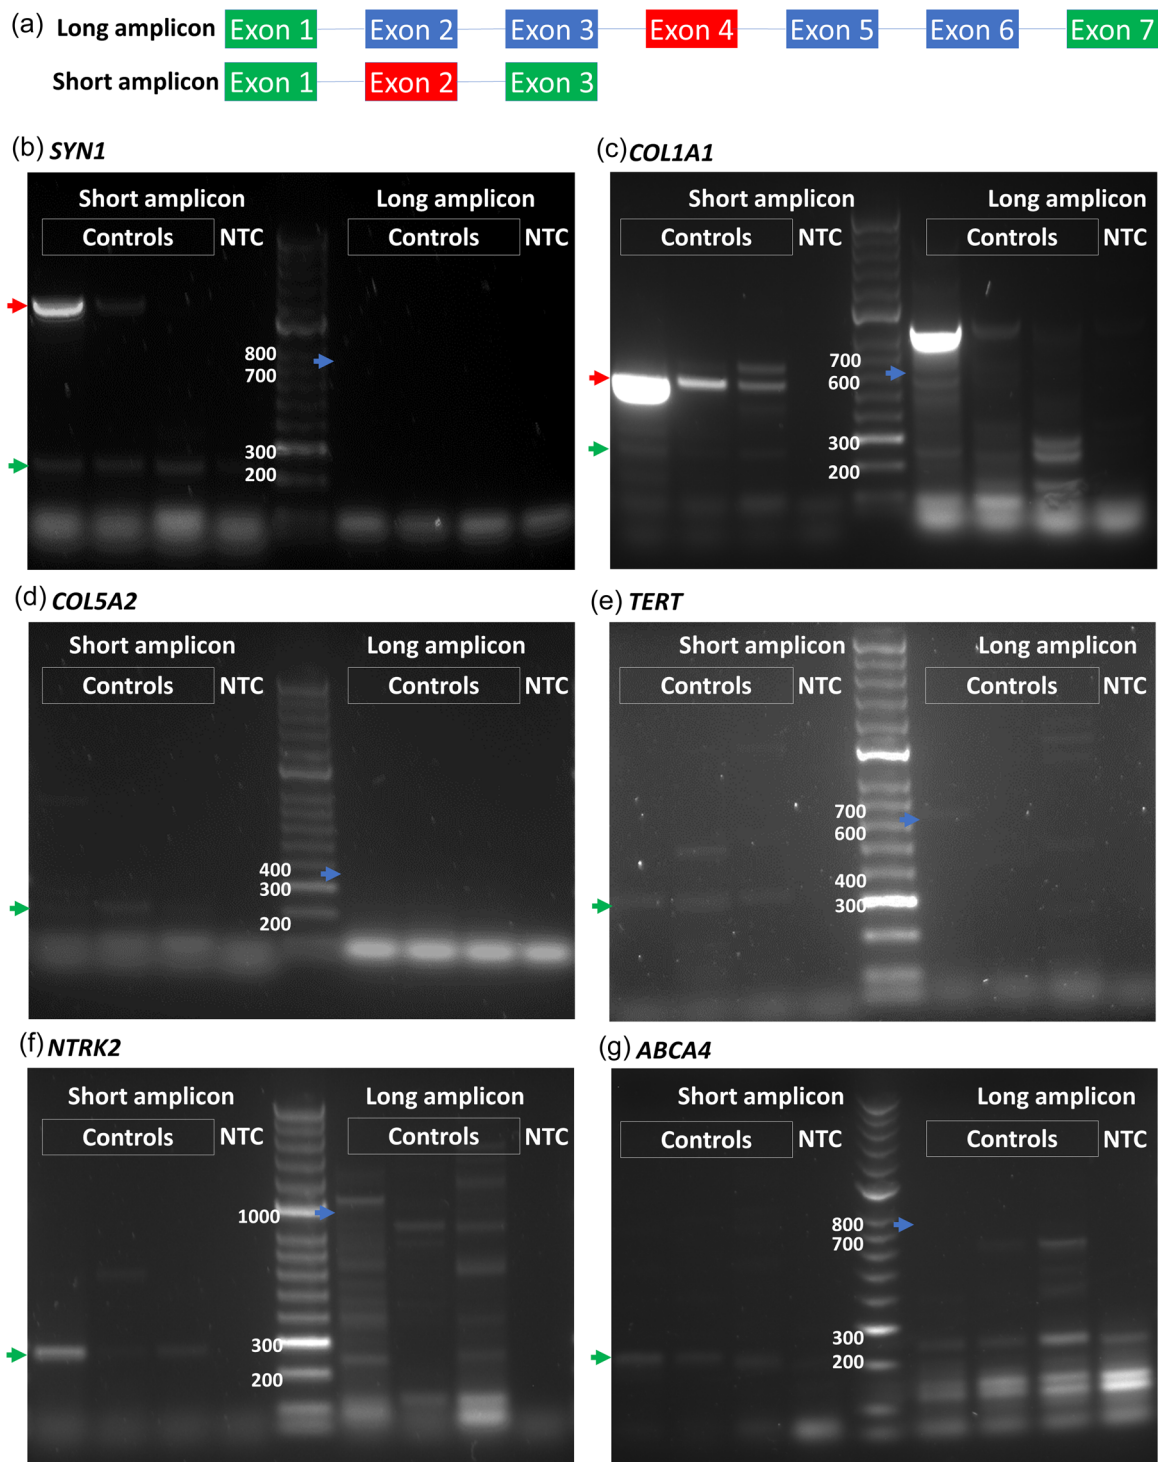 (a) Long amplicon Exon 1 Exon 2 Exon 3 Exon 4 Exon 5 Exon 6 Exon 7
Short amplicon Exon 1 Exon 2 Exon 3
(b) SYN1
Short amplicon Long amplicon
Controls NTC Controls NTC
800
700
300
200
(c) COL1A1
Short amplicon Long amplicon
Controls NTC Controls NTC
700
600
300
200
(d) COL5A2
Short amplicon Long amplicon
Controls NTC Controls NTC
400
300
200
(e) TERT
Short amplicon Long amplicon
Controls NTC Controls NTC
700
600
400
300
(f) NTRK2
Short amplicon Long amplicon
Controls NTC Controls NTC
1000
300
200
(g) ABCA4
Short amplicon Long amplicon
Controls NTC Controls NTC
800
700
300
200